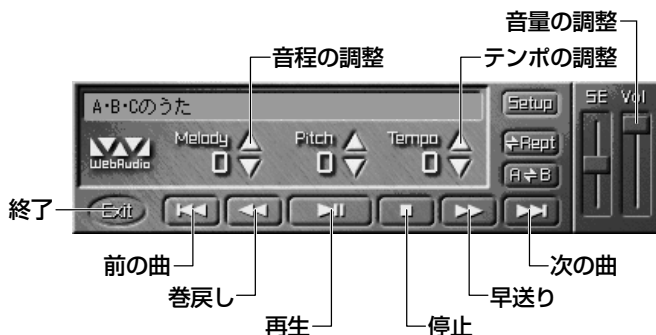 音量の調整
音程の調整
テンポの調整
A・B・Cのうた
Setup
SE Vol
Melody 0
Pitch 0
Tempo 0
Rept
WebAudio
A B
終了
Exit
前の曲
次の曲
巻戻し
早送り
再生
停止